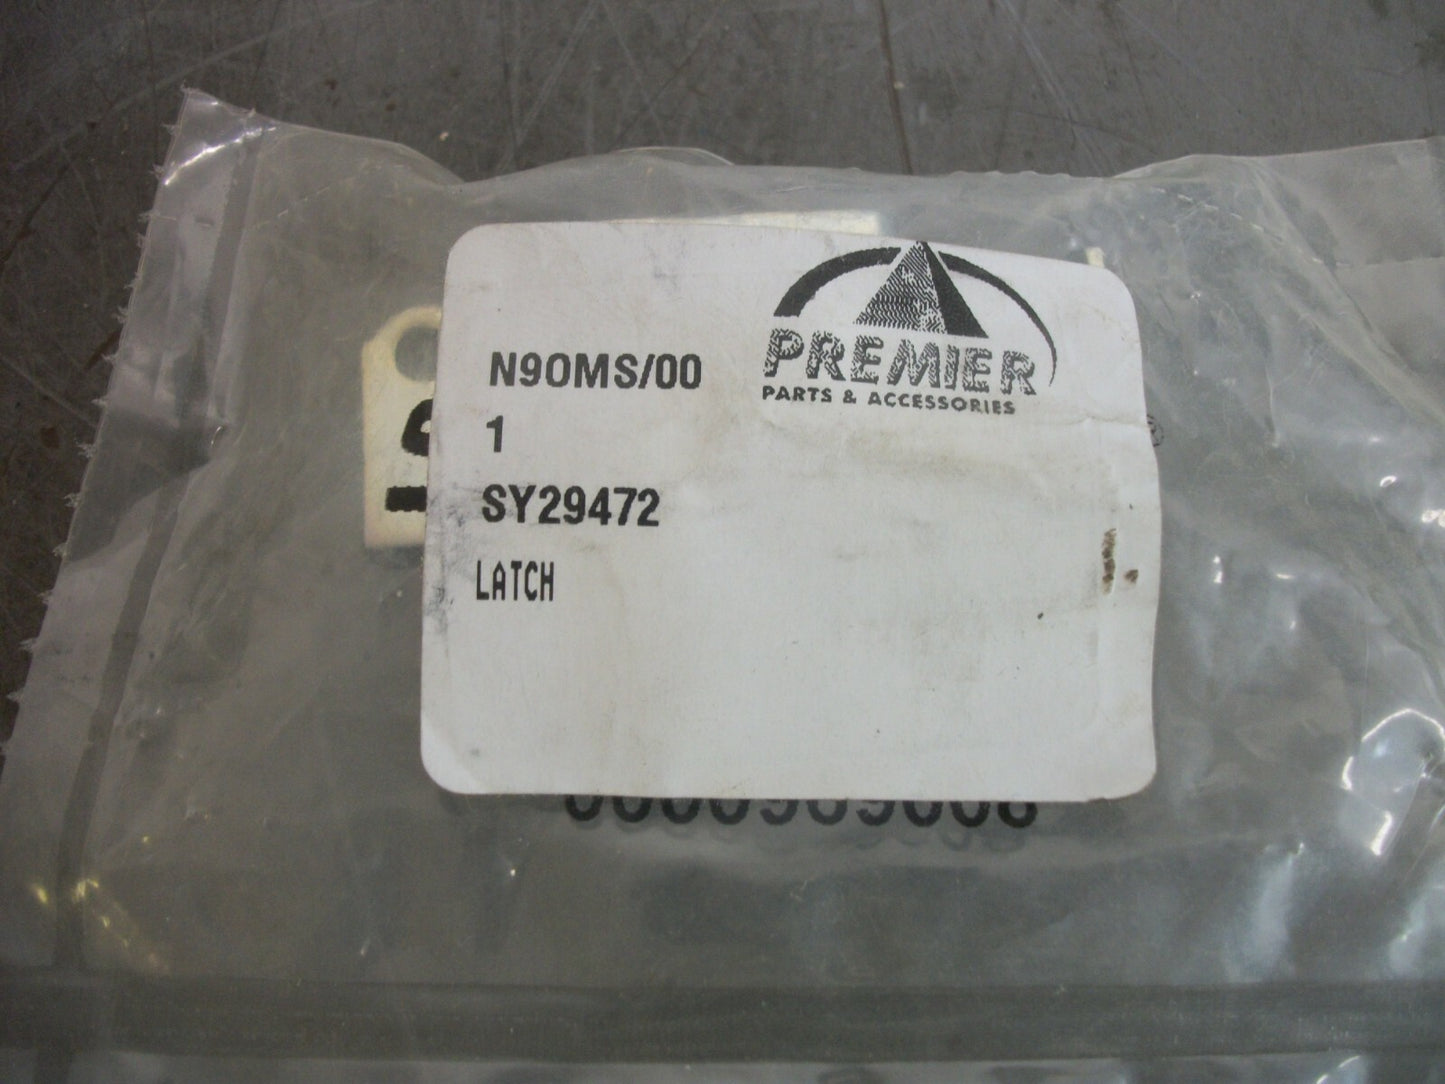 PREMIER
PARTS & ACCESSORIES
N90MS/00
1
SY29472
LATCH